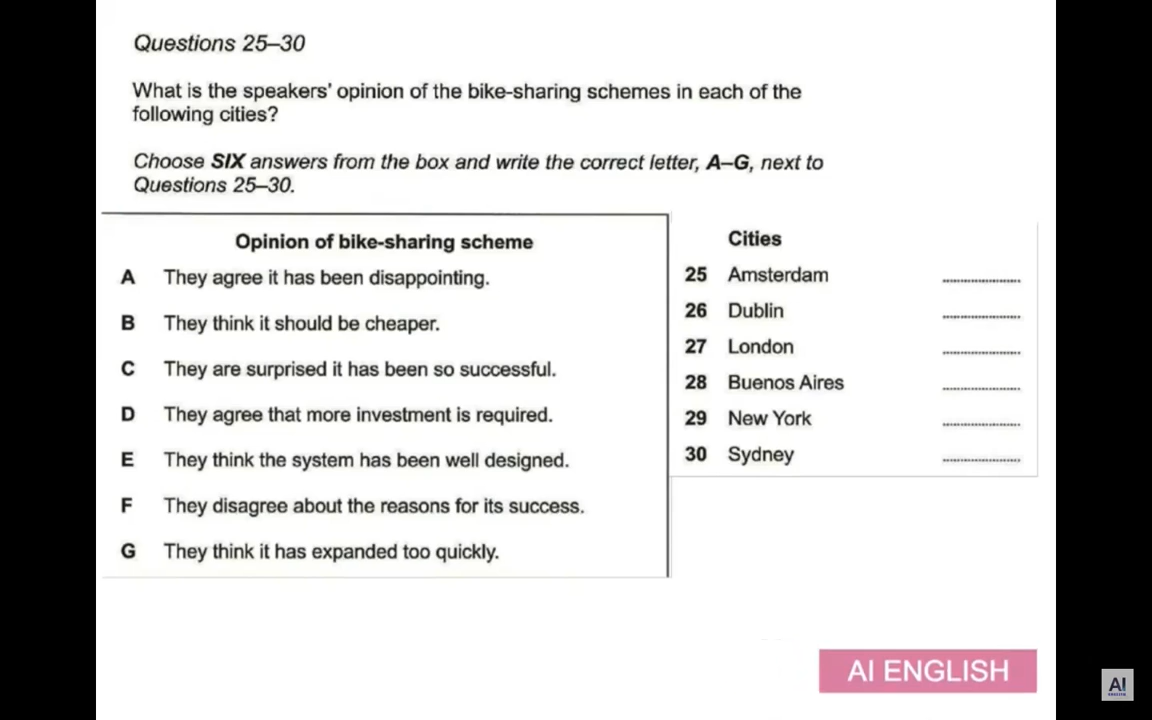 Questions 25–30
What is the speakers' opinion of the bike-sharing schemes in each of the
following cities?
Choose SIX answers from the box and write the correct letter, A–G, next to
Questions 25–30.
Opinion of bike-sharing scheme
A They agree it has been disappointing.
B They think it should be cheaper.
C They are surprised it has been so successful.
D They agree that more investment is required.
E They think the system has been well designed.
F They disagree about the reasons for its success.
G They think it has expanded too quickly.
Cities
25 Amsterdam ....................
26 Dublin ....................
27 London ....................
28 Buenos Aires ....................
29 New York ....................
30 Sydney ....................
AI ENGLISH
AI
ENGLISH